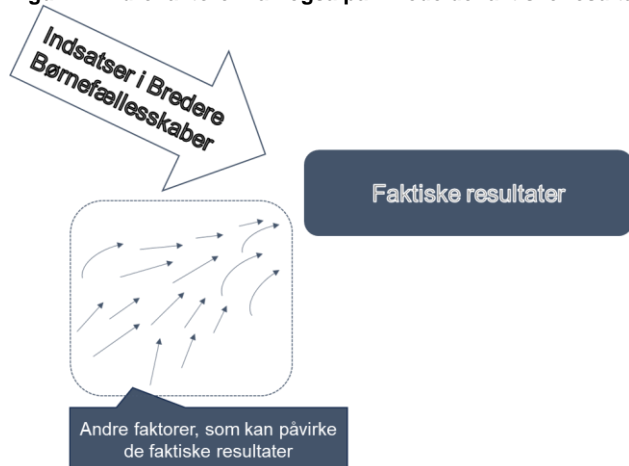 Indsatser i Bredere
Børnefællesskaber
Faktiske resultater
Andre faktorer, som kan påvirke
de faktiske resultater